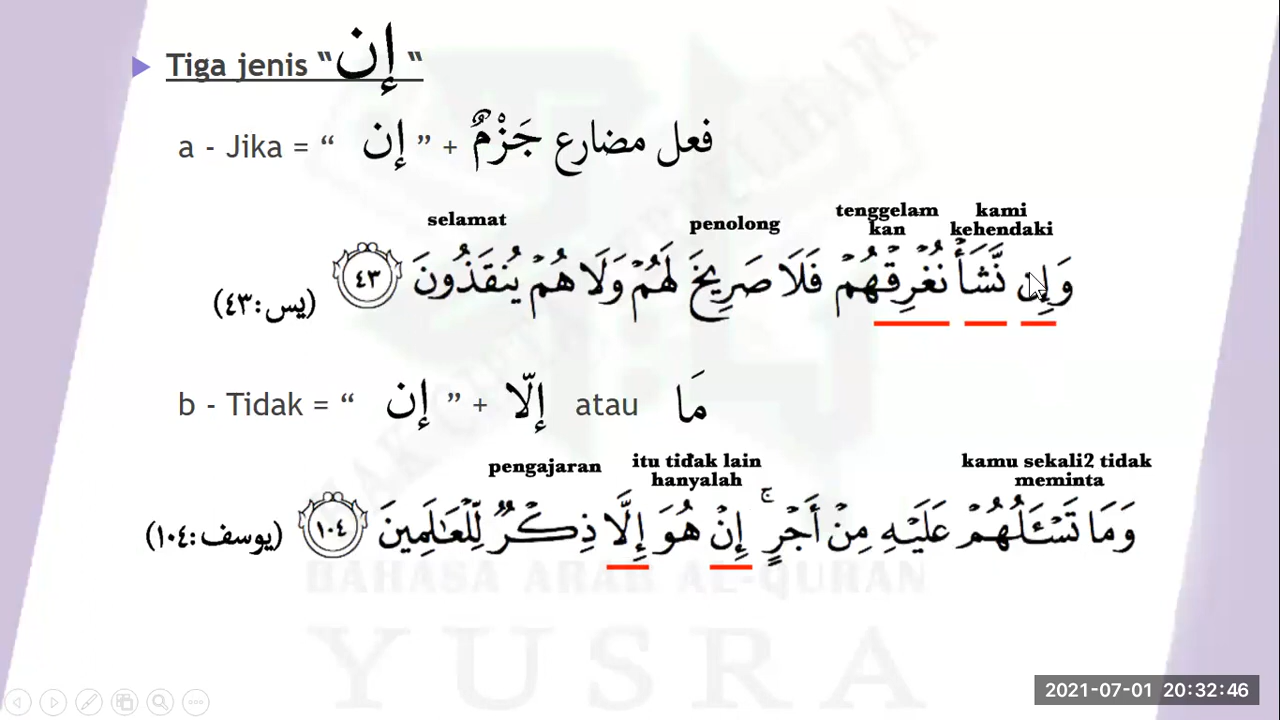 Tiga jenis “ إن “
a - Jika = “ إن ” + فعل مضارع جَزْمٌ
selamat penolong tenggelam kan kami kehendaki
وَإِن نَّشَأْ نُغْرِقْهُمْ فَلَا صَرِيخَ لَهُمْ وَلَا هُمْ يُنقَذُونَ ٤٣
(يس:٤٣)
b - Tidak = “ إن ” + إلّا atau مَا
pengajaran itu tidak lain hanyalah kamu sekali2 tidak meminta
وَمَا تَسْـَٔلُهُمْ عَلَيْهِ مِنْ أَجْرٍ ۚ إِنْ هُوَ إِلَّا ذِكْرٌ لِّلْعَـٰلَمِينَ ١٠٤
(يوسف:١٠٤)
BAHASA ARAB AL-QURAN
YUSRA
2021-07-01 20:32:46